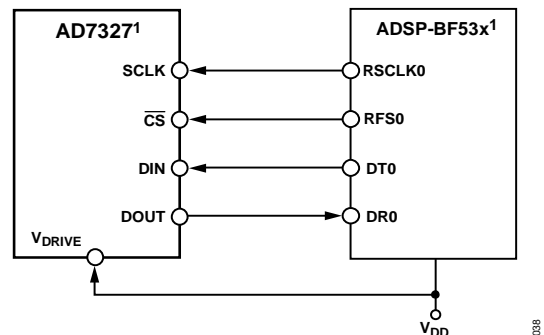 AD7327¹
ADSP-BF53x¹
SCLK
RSCLK0
CS
RFS0
DIN
DT0
DOUT
DR0
VDRIVE
VDD
038